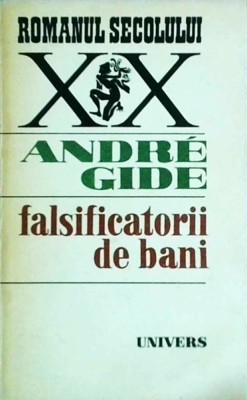 ROMANUL SECOLULUI
XX
ANDRÉ
GIDE
falsificatorii
de bani
UNIVERS